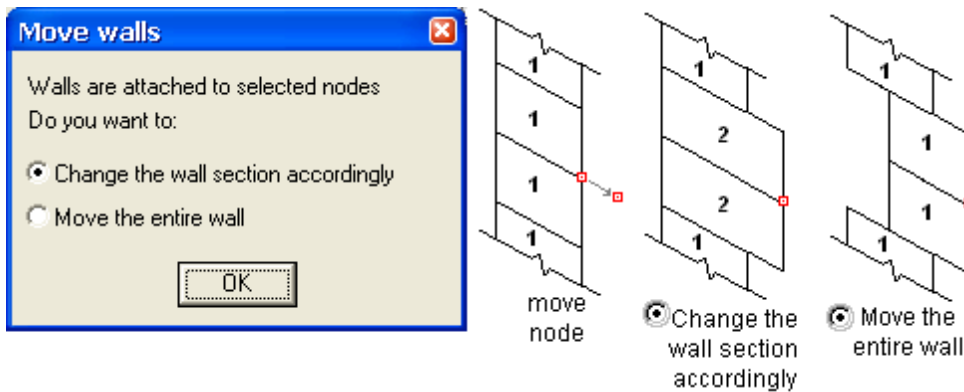 Move walls
Walls are attached to selected nodes
Do you want to:
Change the wall section accordingly
Move the entire wall
OK
1
1
1
1
move
node
1
2
2
1
Change the
wall section
accordingly
1
1
1
1
Move the
entire wall